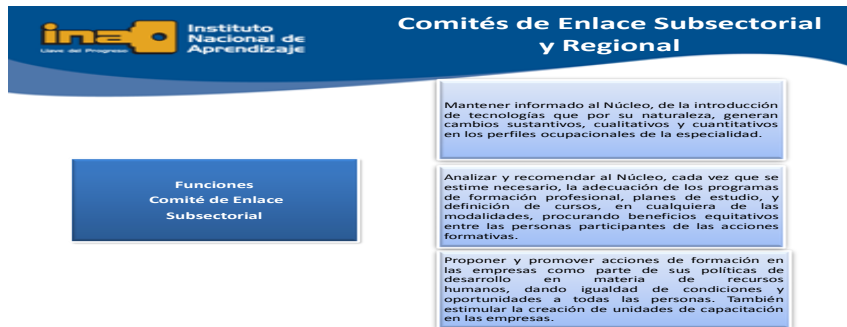 ina
Llave del Progreso
Instituto
Nacional de
Aprendizaje
Comités de Enlace Subsectorial
y Regional
Funciones
Comité de Enlace
Subsectorial
Mantener informado al Núcleo, de la introducción
de tecnologías que por su naturaleza, generan
cambios sustantivos, cualitativos y cuantitativos
en los perfiles ocupacionales de la especialidad.
Analizar y recomendar al Núcleo, cada vez que se
estime necesario, la adecuación de los programas
de formación profesional, planes de estudio, y
definición de cursos, en cualquiera de las
modalidades, procurando beneficios equitativos
entre las personas participantes de las acciones
formativas.
Proponer y promover acciones de formación en
las empresas como parte de sus políticas de
desarrollo en materia de recursos
humanos, dando igualdad de condiciones y
oportunidades a todas las personas. También
estimular la creación de unidades de capacitación
en las empresas.